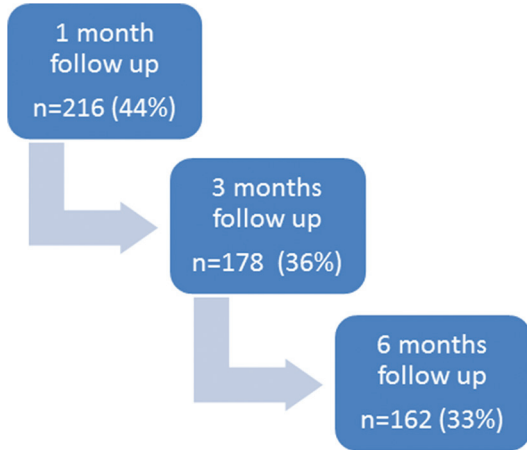 1 month
follow up
n=216 (44%)
3 months
follow up
n=178 (36%)
6 months
follow up
n=162 (33%)